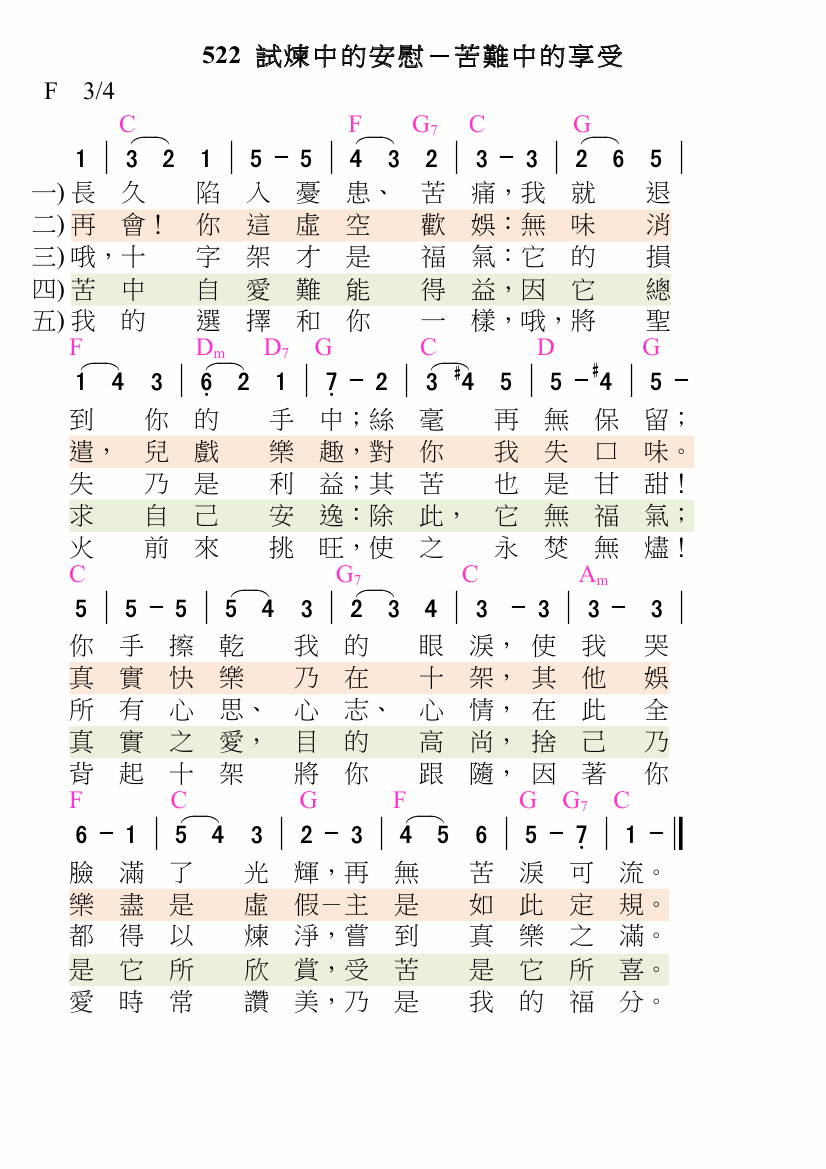 522 試煉中的安慰－苦難中的享受
F 3/4
C F G7 C G
1 | 3 2 1 | 5 - 5 | 4 3 2 | 3 - 3 | 2 6 5 |
一) 長久陷入憂患、苦痛，我就退
二) 再會！你這虛空歡娛：無味消
三) 哦，十字架才是福氣：它的損
四) 苦中自愛難能得益，因它總
五) 我的選擇和你一樣，哦，將聖
F Dm D7 G C D G
1 4 3 | 6̣ 2 1 | 7̣ - 2 | 3 #4 5 | 5 - #4 | 5 -
到你的手中；絲毫再無保留；
遣，兒戲樂趣，對你我失口味。
失乃是利益；其苦也是甘甜！
求自己安逸：除此，它無福氣；
火前來挑旺，使之永焚無燼！
C G7 C Am
5 | 5 - 5 | 5 4 3 | 2 3 4 | 3 - 3 | 3 - 3 |
你手擦乾我的眼淚，使我哭
真實快樂乃在十架，其他娛
所有心思、心志、心情，在此全
真實之愛，目的高尚，捨己乃
背起十架將你跟隨，因著你
F C G F G G7 C
6 - 1 | 5 4 3 | 2 - 3 | 4 5 6 | 5 - 7̣ | 1 - ‖
臉滿了光輝，再無苦淚可流。
樂盡是虛假－主是如此定規。
都得以煉淨，嘗到真樂之滿。
是它所欣賞，受苦是它所喜。
愛時常讚美，乃是我的福分。